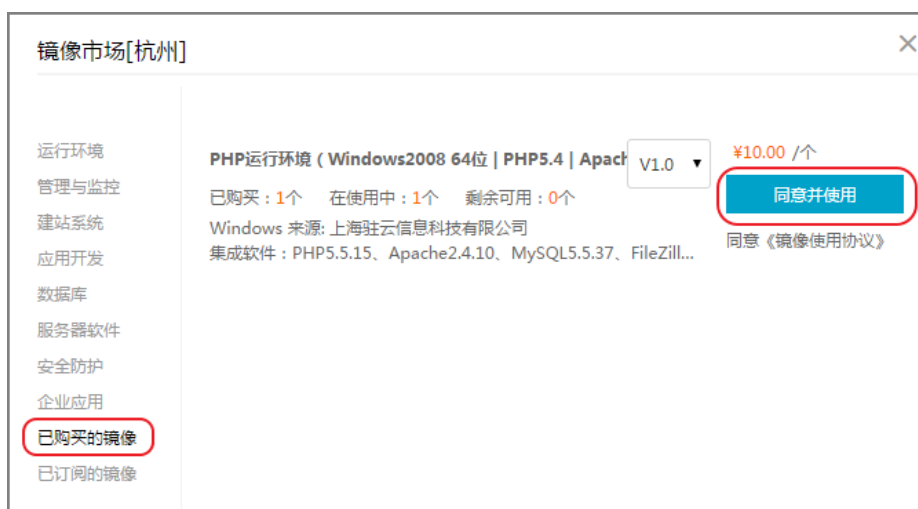 镜像市场[杭州]
运行环境
管理与监控
建站系统
应用开发
数据库
服务器软件
安全防护
企业应用
已购买的镜像
已订阅的镜像
PHP运行环境 ( Windows2008 64位 | PHP5.4 | Apach
V1.0
¥10.00 /个
已购买：1个 在使用中：1个 剩余可用：0个
同意并使用
Windows 来源: 上海驻云信息科技有限公司
同意《镜像使用协议》
集成软件：PHP5.5.15、Apache2.4.10、MySQL5.5.37、FileZill...